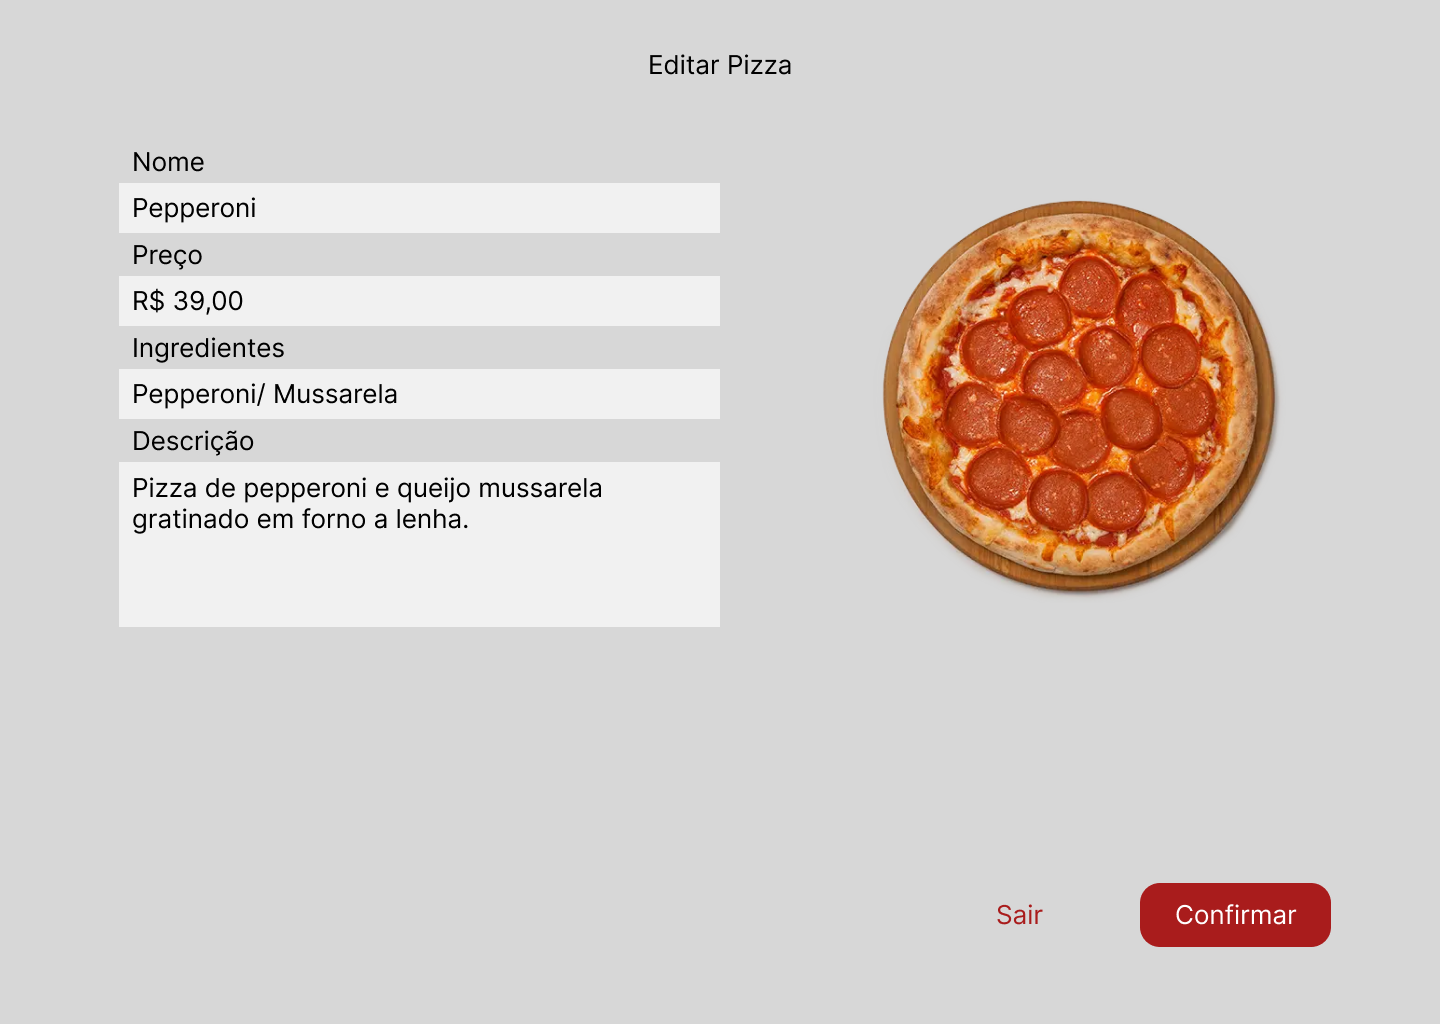 Editar Pizza
Nome
Pepperoni
Preço
R$ 39,00
Ingredientes
Pepperoni/ Mussarela
Descrição
Pizza de pepperoni e queijo mussarela
gratinado em forno a lenha.
Sair
Confirmar